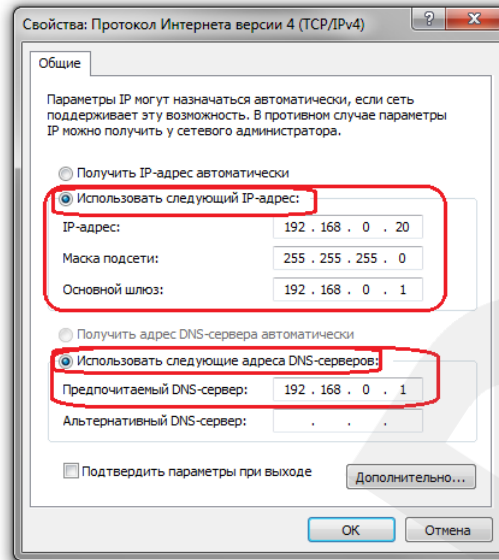 Свойства: Протокол Интернета версии 4 (TCP/IPv4)
? X
Общие
Параметры IP могут назначаться автоматически, если сеть
поддерживает эту возможность. В противном случае параметры
IP можно получить у сетевого администратора.
Получить IP-адрес автоматически
Использовать следующий IP-адрес:
IP-адрес: 192 . 168 . 0 . 20
Маска подсети: 255 . 255 . 255 . 0
Основной шлюз: 192 . 168 . 0 . 1
Получить адрес DNS-сервера автоматически
Использовать следующие адреса DNS-серверов:
Предпочитаемый DNS-сервер: 192 . 168 . 0 . 1
Альтернативный DNS-сервер: . . .
Подтвердить параметры при выходе
Дополнительно...
ОК Отмена